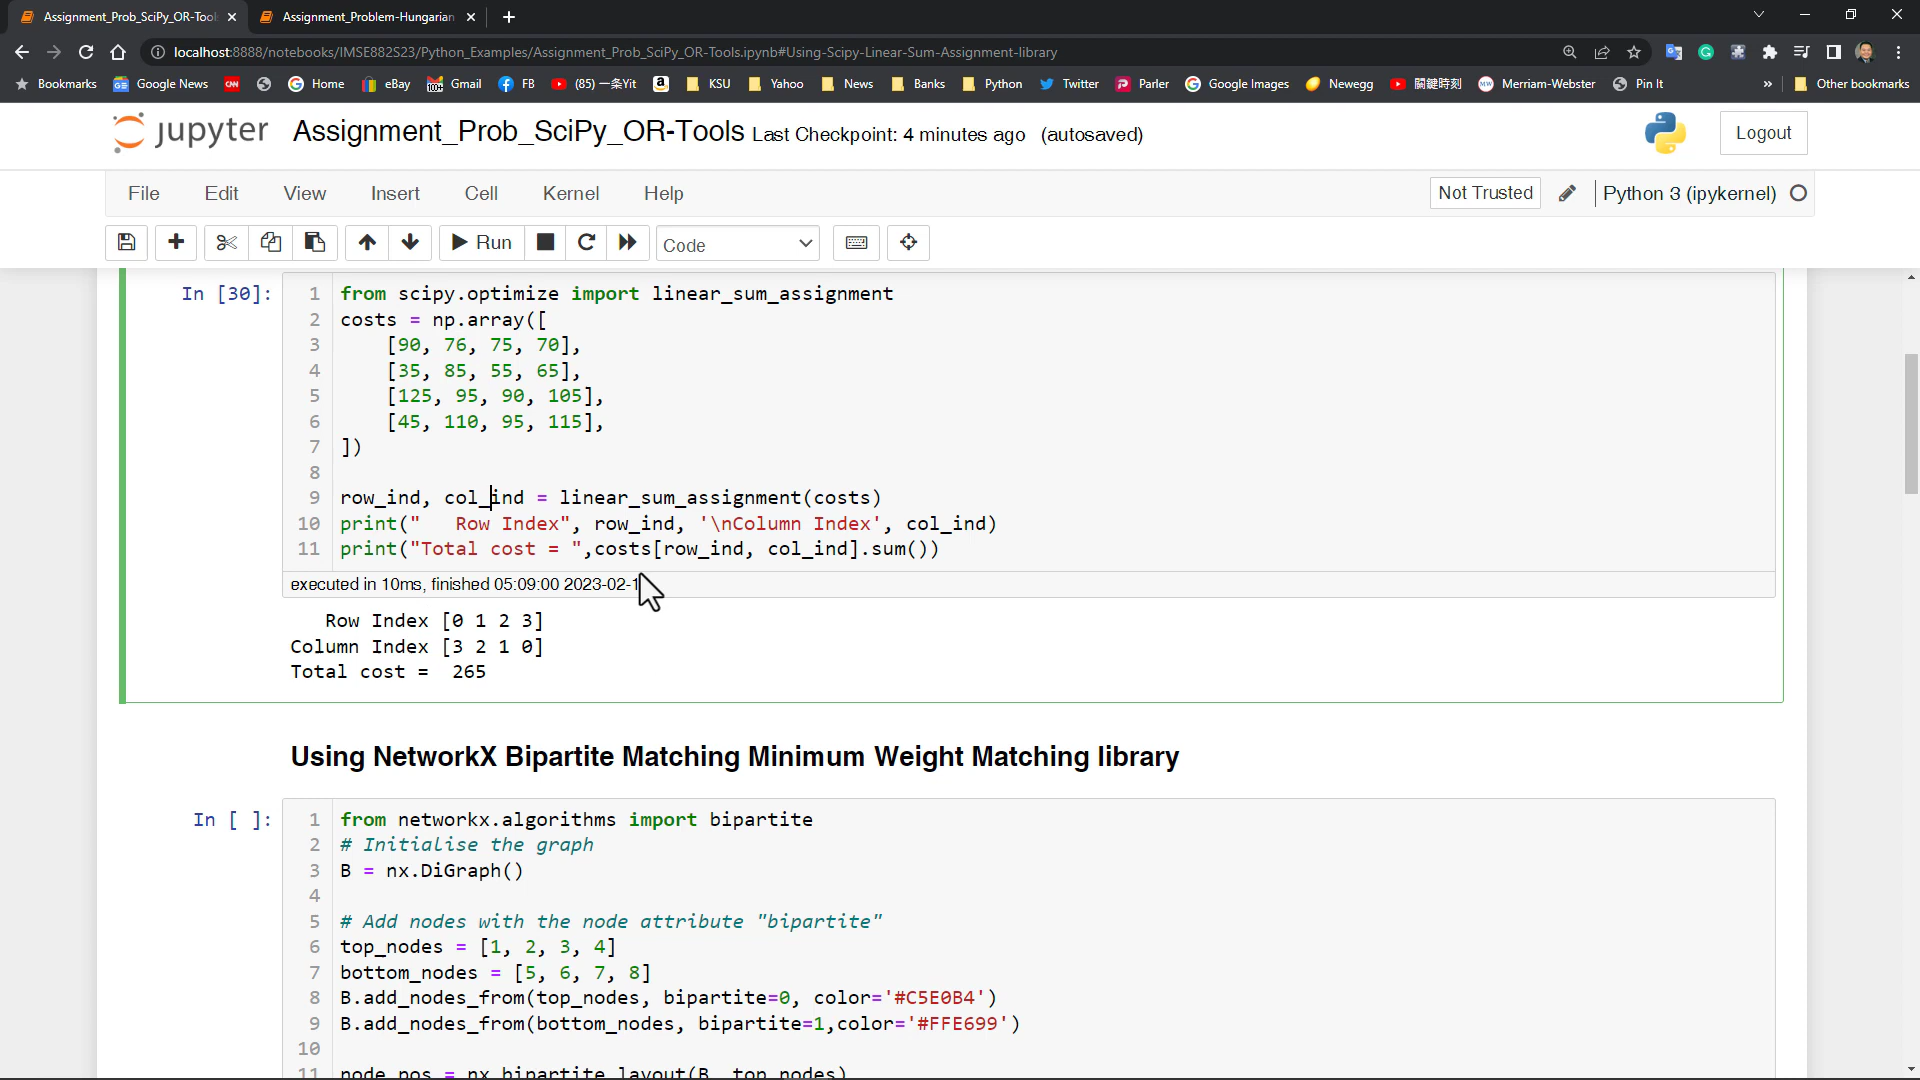 Assignment_Prob_SciPy_OR-Tool
Assignment_Problem-Hungarian
localhost:8888/notebooks/IMSE882S23/Python_Examples/Assignment_Prob_SciPy_OR-Tools.ipynb#Using-Scipy-Linear-Sum-Assignment-library
Bookmarks Google News CNN Home eBay 100+ Gmail FB (85) 一条Yit KSU Yahoo News Banks Python Twitter Parler Google Images Newegg 關鍵時刻 Merriam-Webster Pin It » Other bookmarks
jupyter Assignment_Prob_SciPy_OR-Tools Last Checkpoint: 4 minutes ago (autosaved) Logout
File Edit View Insert Cell Kernel Help Not Trusted Python 3 (ipykernel)
Run Code
In [30]: 1 from scipy.optimize import linear_sum_assignment
2 costs = np.array([
3 [90, 76, 75, 70],
4 [35, 85, 55, 65],
5 [125, 95, 90, 105],
6 [45, 110, 95, 115],
7 ])
8
9 row_ind, col_ind = linear_sum_assignment(costs)
10 print("   Row Index", row_ind, '\nColumn Index', col_ind)
11 print("Total cost = ",costs[row_ind, col_ind].sum())
executed in 10ms, finished 05:09:00 2023-02-1
Row Index [0 1 2 3]
Column Index [3 2 1 0]
Total cost =  265
Using NetworkX Bipartite Matching Minimum Weight Matching library
In [ ]: 1 from networkx.algorithms import bipartite
2 # Initialise the graph
3 B = nx.DiGraph()
4
5 # Add nodes with the node attribute "bipartite"
6 top_nodes = [1, 2, 3, 4]
7 bottom_nodes = [5, 6, 7, 8]
8 B.add_nodes_from(top_nodes, bipartite=0, color='#C5E0B4')
9 B.add_nodes_from(bottom_nodes, bipartite=1,color='#FFE699')
10
11 node_pos = nx.bipartite_layout(B, top_nodes)